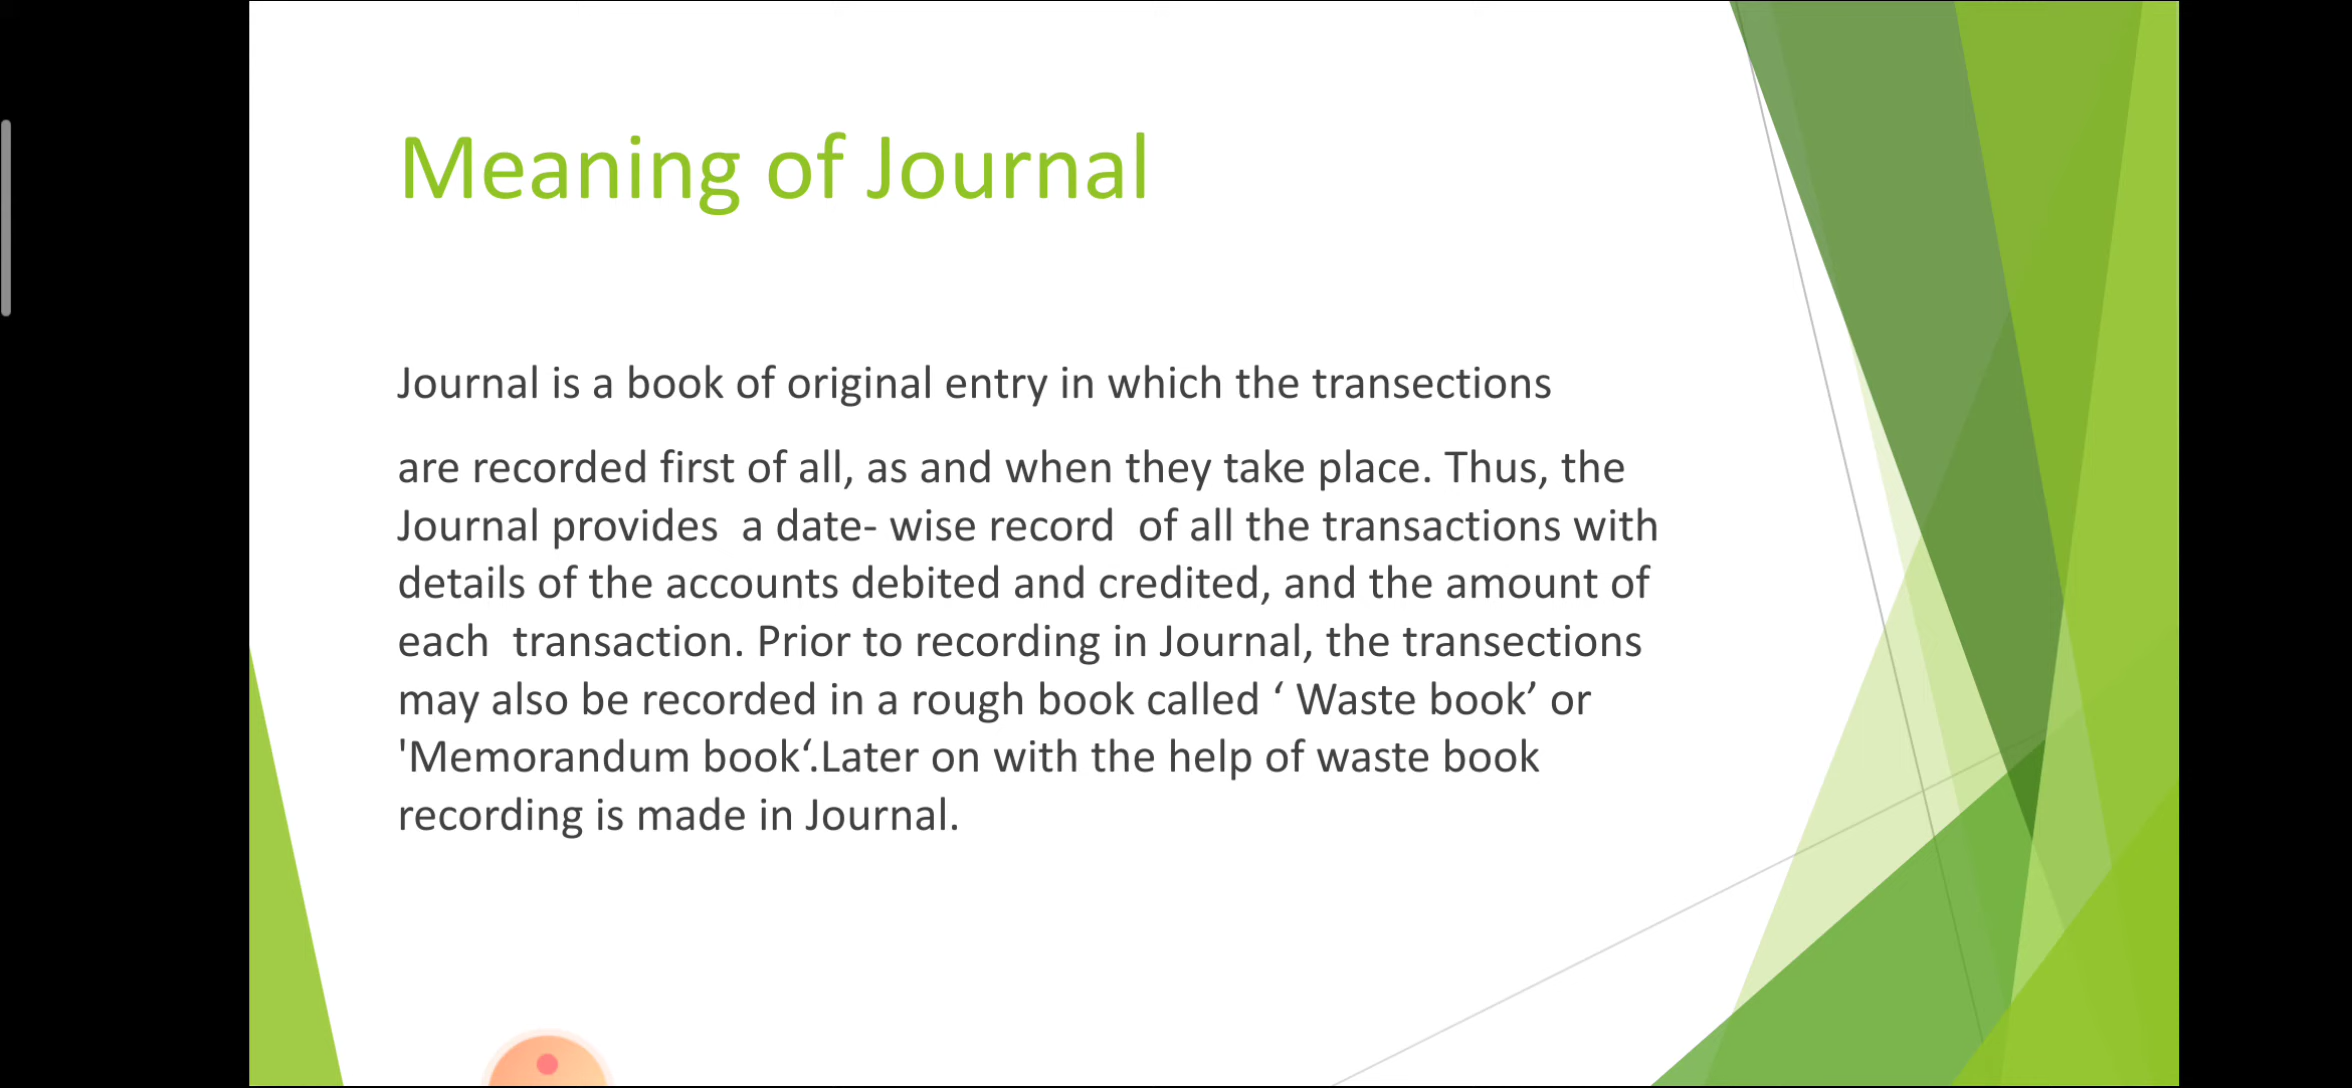 Meaning of Journal
Journal is a book of original entry in which the transections
are recorded first of all, as and when they take place. Thus, the
Journal provides  a date- wise record  of all the transactions with
details of the accounts debited and credited, and the amount of
each  transaction. Prior to recording in Journal, the transections
may also be recorded in a rough book called ‘ Waste book’ or
'Memorandum book‘.Later on with the help of waste book
recording is made in Journal.